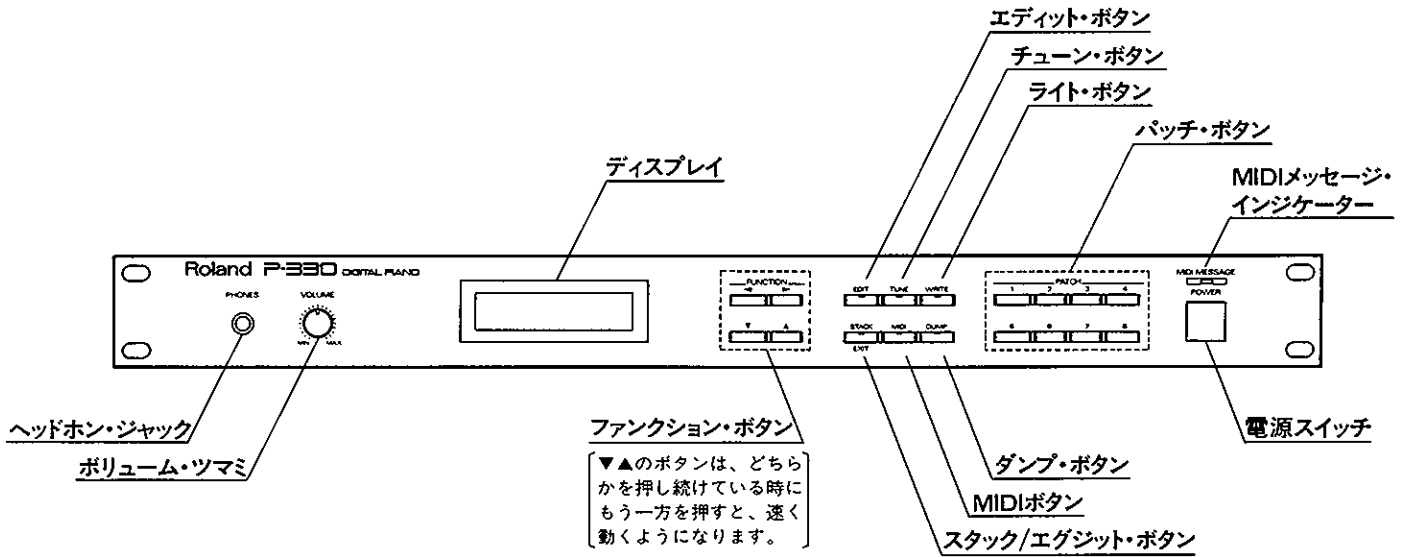 エディット・ボタン
チューン・ボタン
ライト・ボタン
パッチ・ボタン
ディスプレイ
MIDIメッセージ・
インジケーター
Roland P-330 DIGITAL PIANO
PHONES
VOLUME
MIN MAX
FUNCTION
◄ ►
▼ ▲
EDIT TUNE WRITE
STACK MIDI DUMP
EXIT
PATCH
1 2 3 4
5 6 7 8
MIDI MESSAGE
POWER
ヘッドホン・ジャック
ボリューム・ツマミ
ファンクション・ボタン
▼▲のボタンは、どちら
かを押し続けている時に
もう一方を押すと、速く
動くようになります。
電源スイッチ
ダンプ・ボタン
MIDIボタン
スタック/エグジット・ボタン